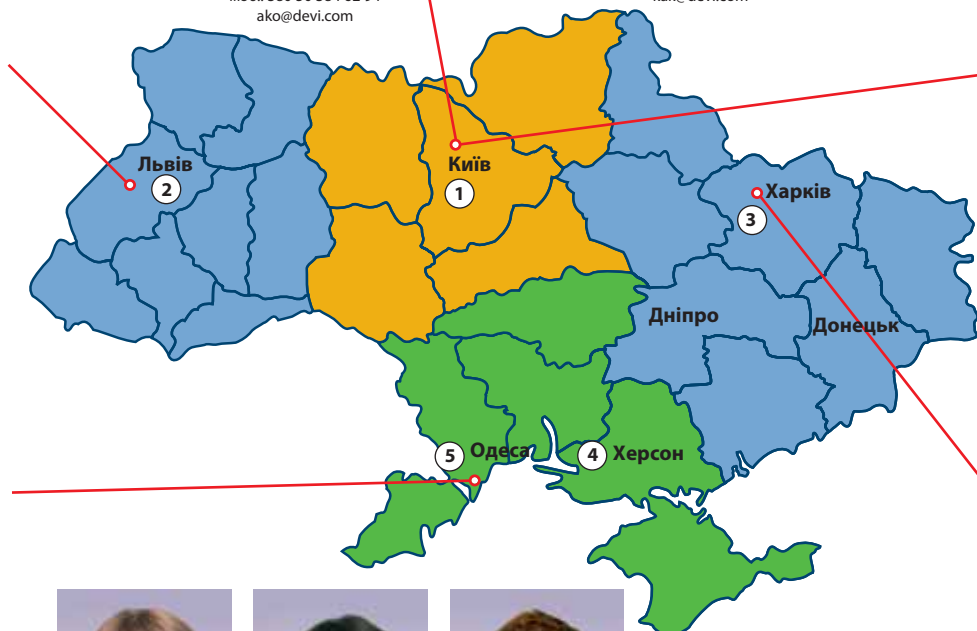 ako@devi.com
Львів
2
Київ
1
Харків
3
Дніпро
Донецьк
5
Одеса
4
Херсон